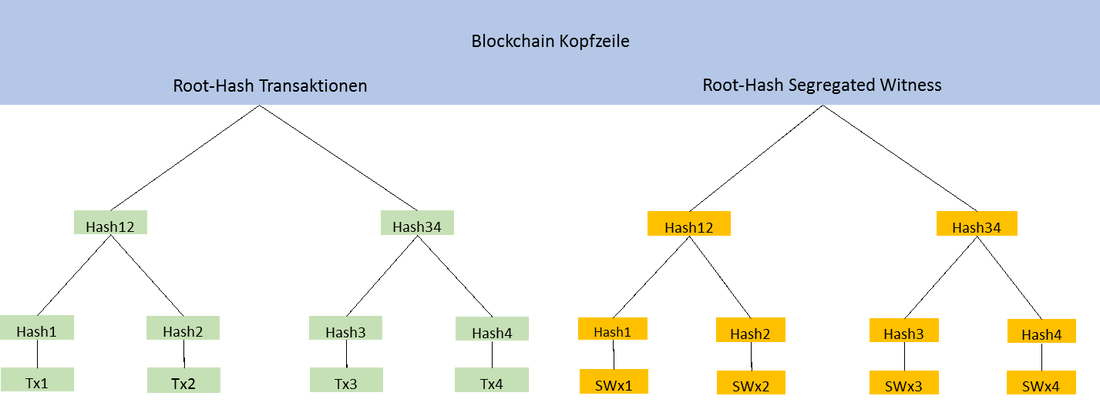 Blockchain Kopfzeile
Root-Hash Transaktionen
Root-Hash Segregated Witness
Hash12
Hash34
Hash12
Hash34
Hash1
Hash2
Hash3
Hash4
Hash1
Hash2
Hash3
Hash4
Tx1
Tx2
Tx3
Tx4
SWx1
SWx2
SWx3
SWx4